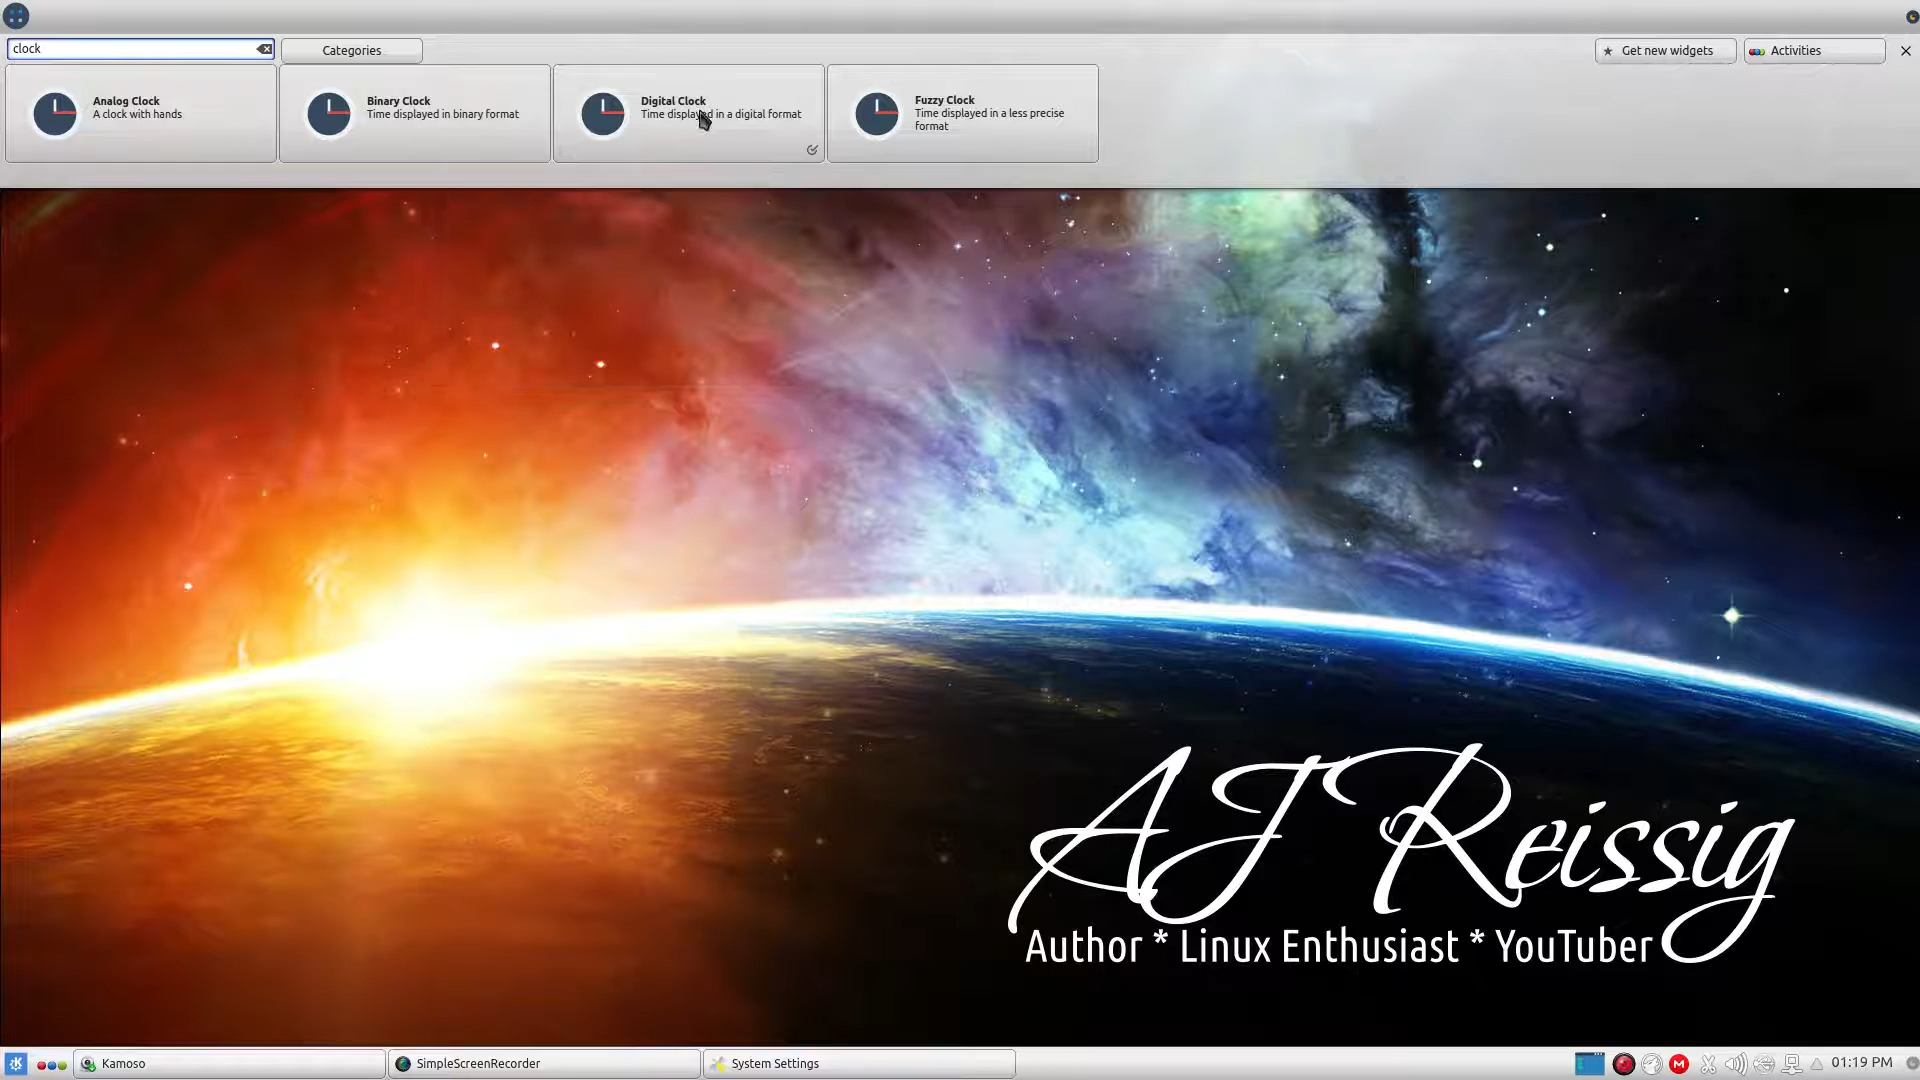 clock
Categories
Get new widgets
Activities
Analog Clock
A clock with hands
Binary Clock
Time displayed in binary format
Digital Clock
Time displayed in a digital format
Fuzzy Clock
Time displayed in a less precise
format
AJ Reissig
Author * Linux Enthusiast * YouTuber
Kamoso
SimpleScreenRecorder
System Settings
M
01:19 PM